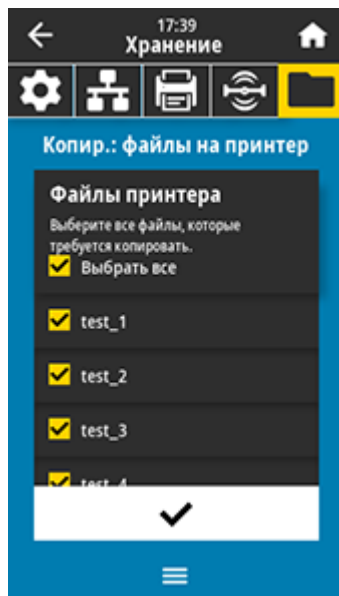 17:39
Хранение
Копир.: файлы на принтер
Файлы принтера
Выберите все файлы, которые
требуется копировать.
Выбрать все
test_1
test_2
test_3
test_4